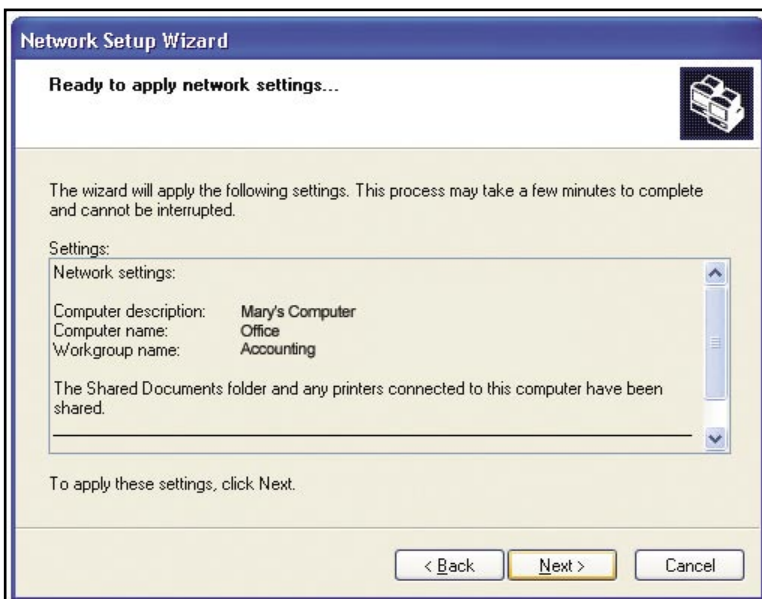 Network Setup Wizard
Ready to apply network settings...
The wizard will apply the following settings. This process may take a few minutes to complete
and cannot be interrupted.
Settings:
Network settings:
Computer description: Mary's Computer
Computer name: Office
Workgroup name: Accounting
The Shared Documents folder and any printers connected to this computer have been
shared.
To apply these settings, click Next.
< Back Next > Cancel